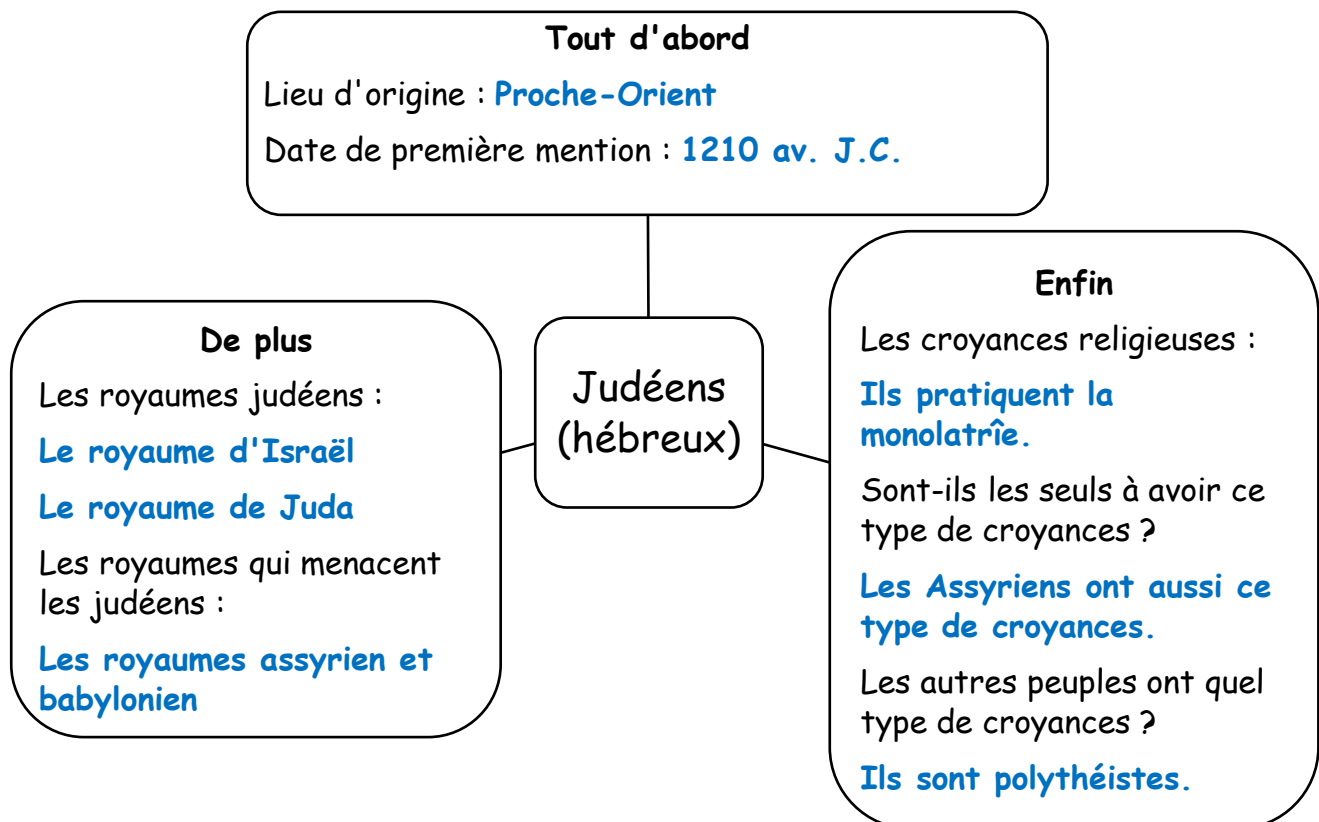 Tout d'abord
Lieu d'origine : Proche-Orient
Date de première mention : 1210 av. J.C.
De plus
Les royaumes judéens :
Le royaume d'Israël
Le royaume de Juda
Les royaumes qui menacent
les judéens :
Les royaumes assyrien et
babylonien
Judéens
(hébreux)
Enfin
Les croyances religieuses :
Ils pratiquent la
monolatrîe.
Sont-ils les seuls à avoir ce
type de croyances ?
Les Assyriens ont aussi ce
type de croyances.
Les autres peuples ont quel
type de croyances ?
Ils sont polythéistes.